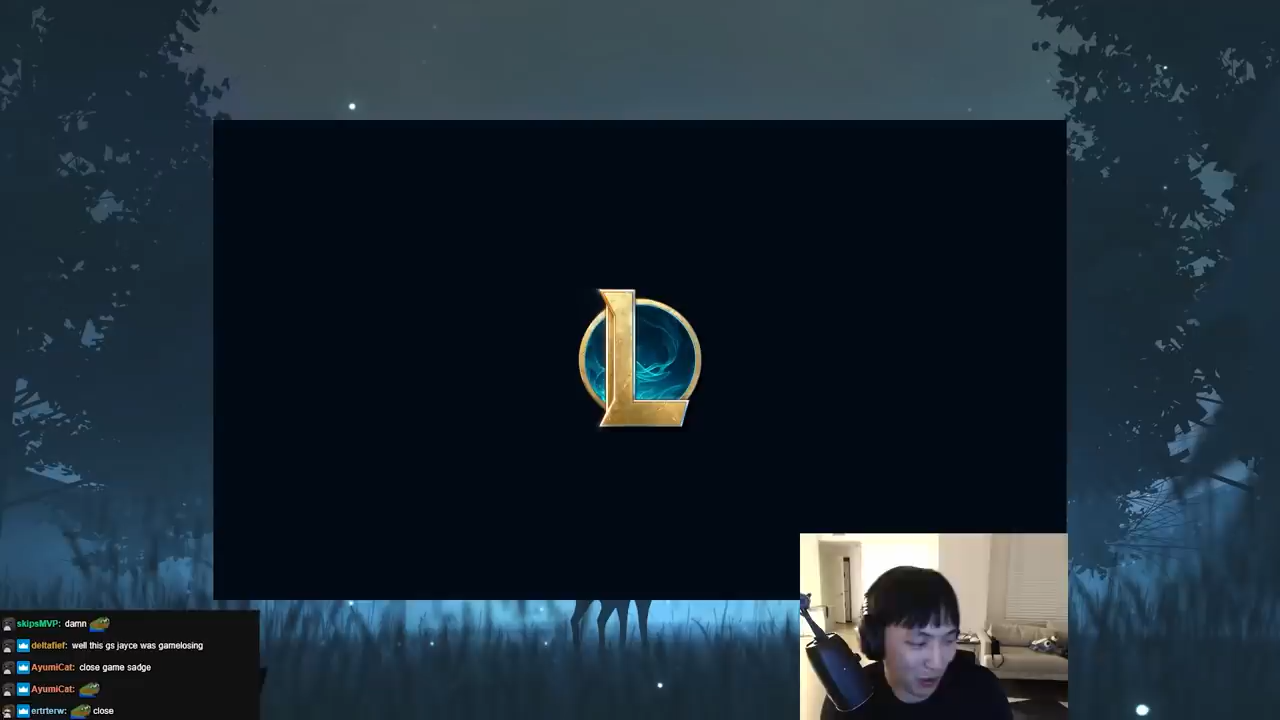 L
skipsMVP: damn
deltafief: well this gs jayce was gamelosing
AyumiCat: close game sadge
AyumiCat:
ertrterw: close